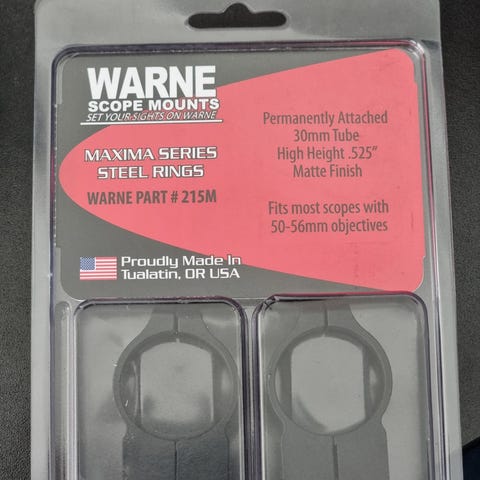 WARNE
SCOPE MOUNTS
SET YOUR SIGHTS ON WARNE
MAXIMA SERIES
STEEL RINGS
WARNE PART # 215M
Permanently Attached
30mm Tube
High Height .525"
Matte Finish
Fits most scopes with
50-56mm objectives
Proudly Made In
Tualatin, OR USA